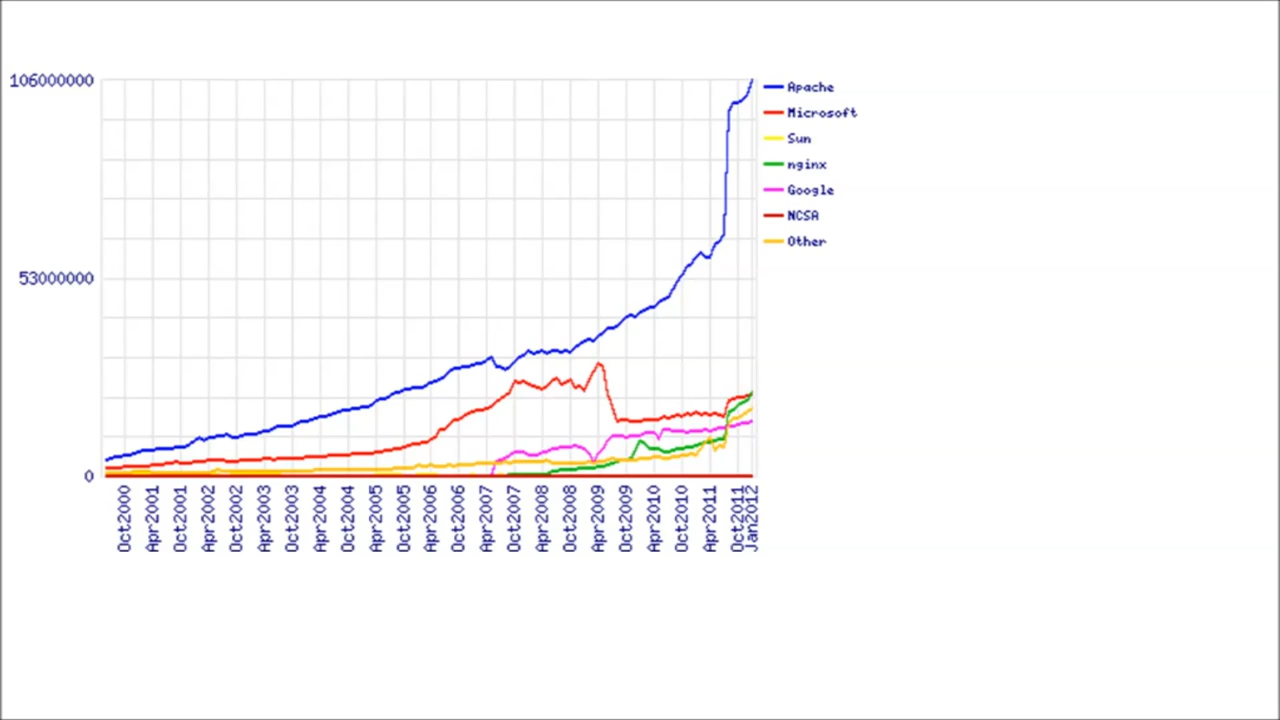 106000000
53000000
0
Apache
Microsoft
Sun
nginx
Google
NCSA
Other
Oct2000
Apr2001
Oct2001
Apr2002
Oct2002
Apr2003
Oct2003
Apr2004
Oct2004
Apr2005
Oct2005
Apr2006
Oct2006
Apr2007
Oct2007
Apr2008
Oct2008
Apr2009
Oct2009
Apr2010
Oct2010
Apr2011
Oct2011
Jan2012